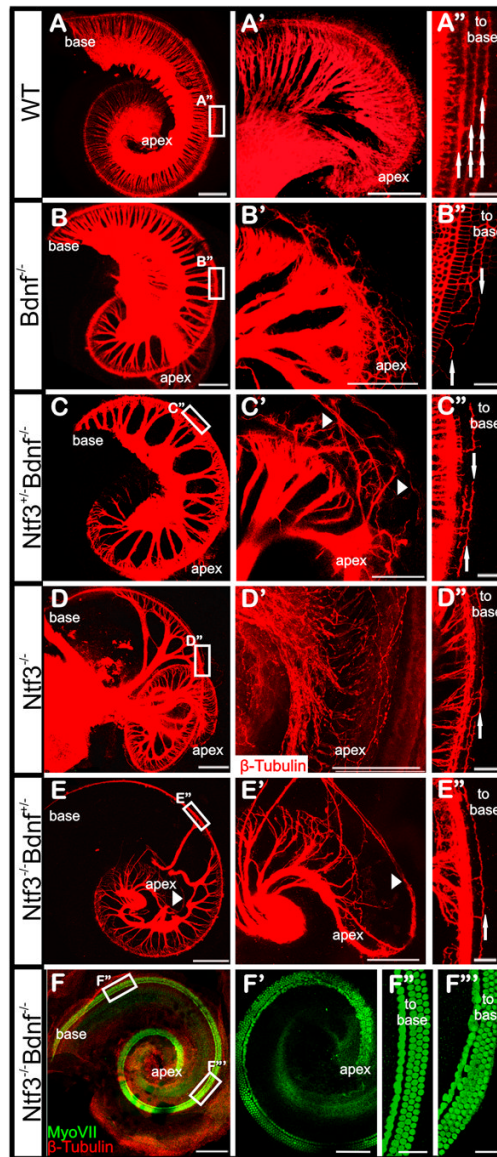 WT
A
base
A”
apex
A’
apex
A”
to
base
Bdnf-/-
B
base
B”
apex
B’
apex
B”
to
base
Ntf3+/-Bdnf-/-
C
C”
base
apex
C’
apex
C”
to
base
Ntf3-/-
D
base
D”
apex
D’
apex
β-Tubulin
D”
to
base
Ntf3-/-Bdnf+/-
E
base
E”
apex
E’
apex
E”
to
base
Ntf3-/-Bdnf-/-
F
F”
base
apex
F”’
MyoVII
β-Tubulin
F’
apex
F”
to
base
F”’
to
base